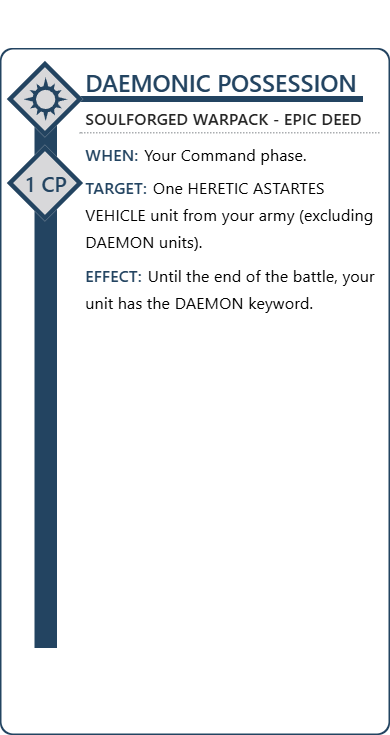 DAEMONIC POSSESSION
SOULFORGED WARPACK - EPIC DEED
WHEN: Your Command phase.
1 CP
TARGET: One HERETIC ASTARTES
VEHICLE unit from your army (excluding
DAEMON units).
EFFECT: Until the end of the battle, your
unit has the DAEMON keyword.